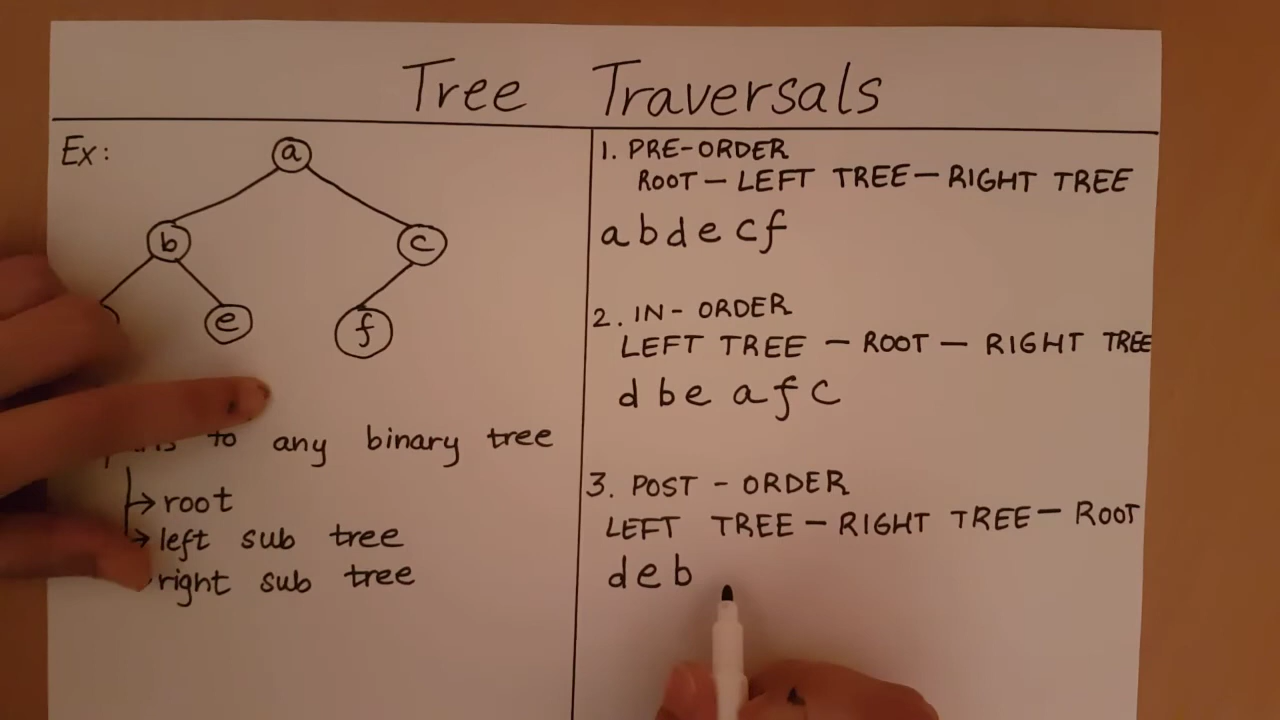 Tree Traversals
Ex:
a
b
c
e
f
to any binary tree
→ root
→ left sub tree
right sub tree
1. PRE-ORDER
ROOT – LEFT TREE – RIGHT TREE
a b d e c f
2. IN - ORDER
LEFT TREE – ROOT – RIGHT TREE
d b e a f c
3. POST - ORDER
LEFT TREE – RIGHT TREE – ROOT
d e b